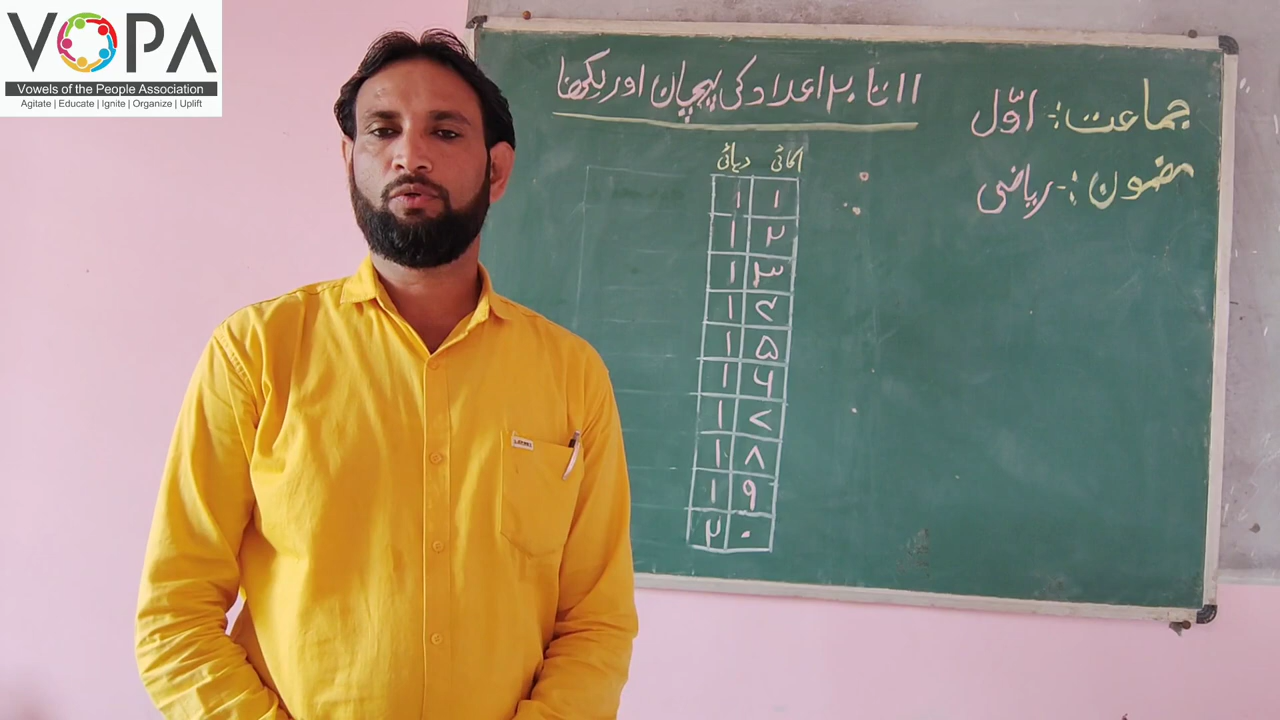 VOPA
Vowels of the People Association
Agitate | Educate | Ignite | Organize | Uplift
جماعت:- اوّل
مضمون:- ریاضی
۱۱ تا ۲۰ اعداد کی پہچان اور لکھنا
اکائی دہائی
۱ ۱
۲ ۱
۳ ۱
۴ ۱
۵ ۱
۶ ۱
۷ ۱
۸ ۱
۹ ۱
۰ ۲